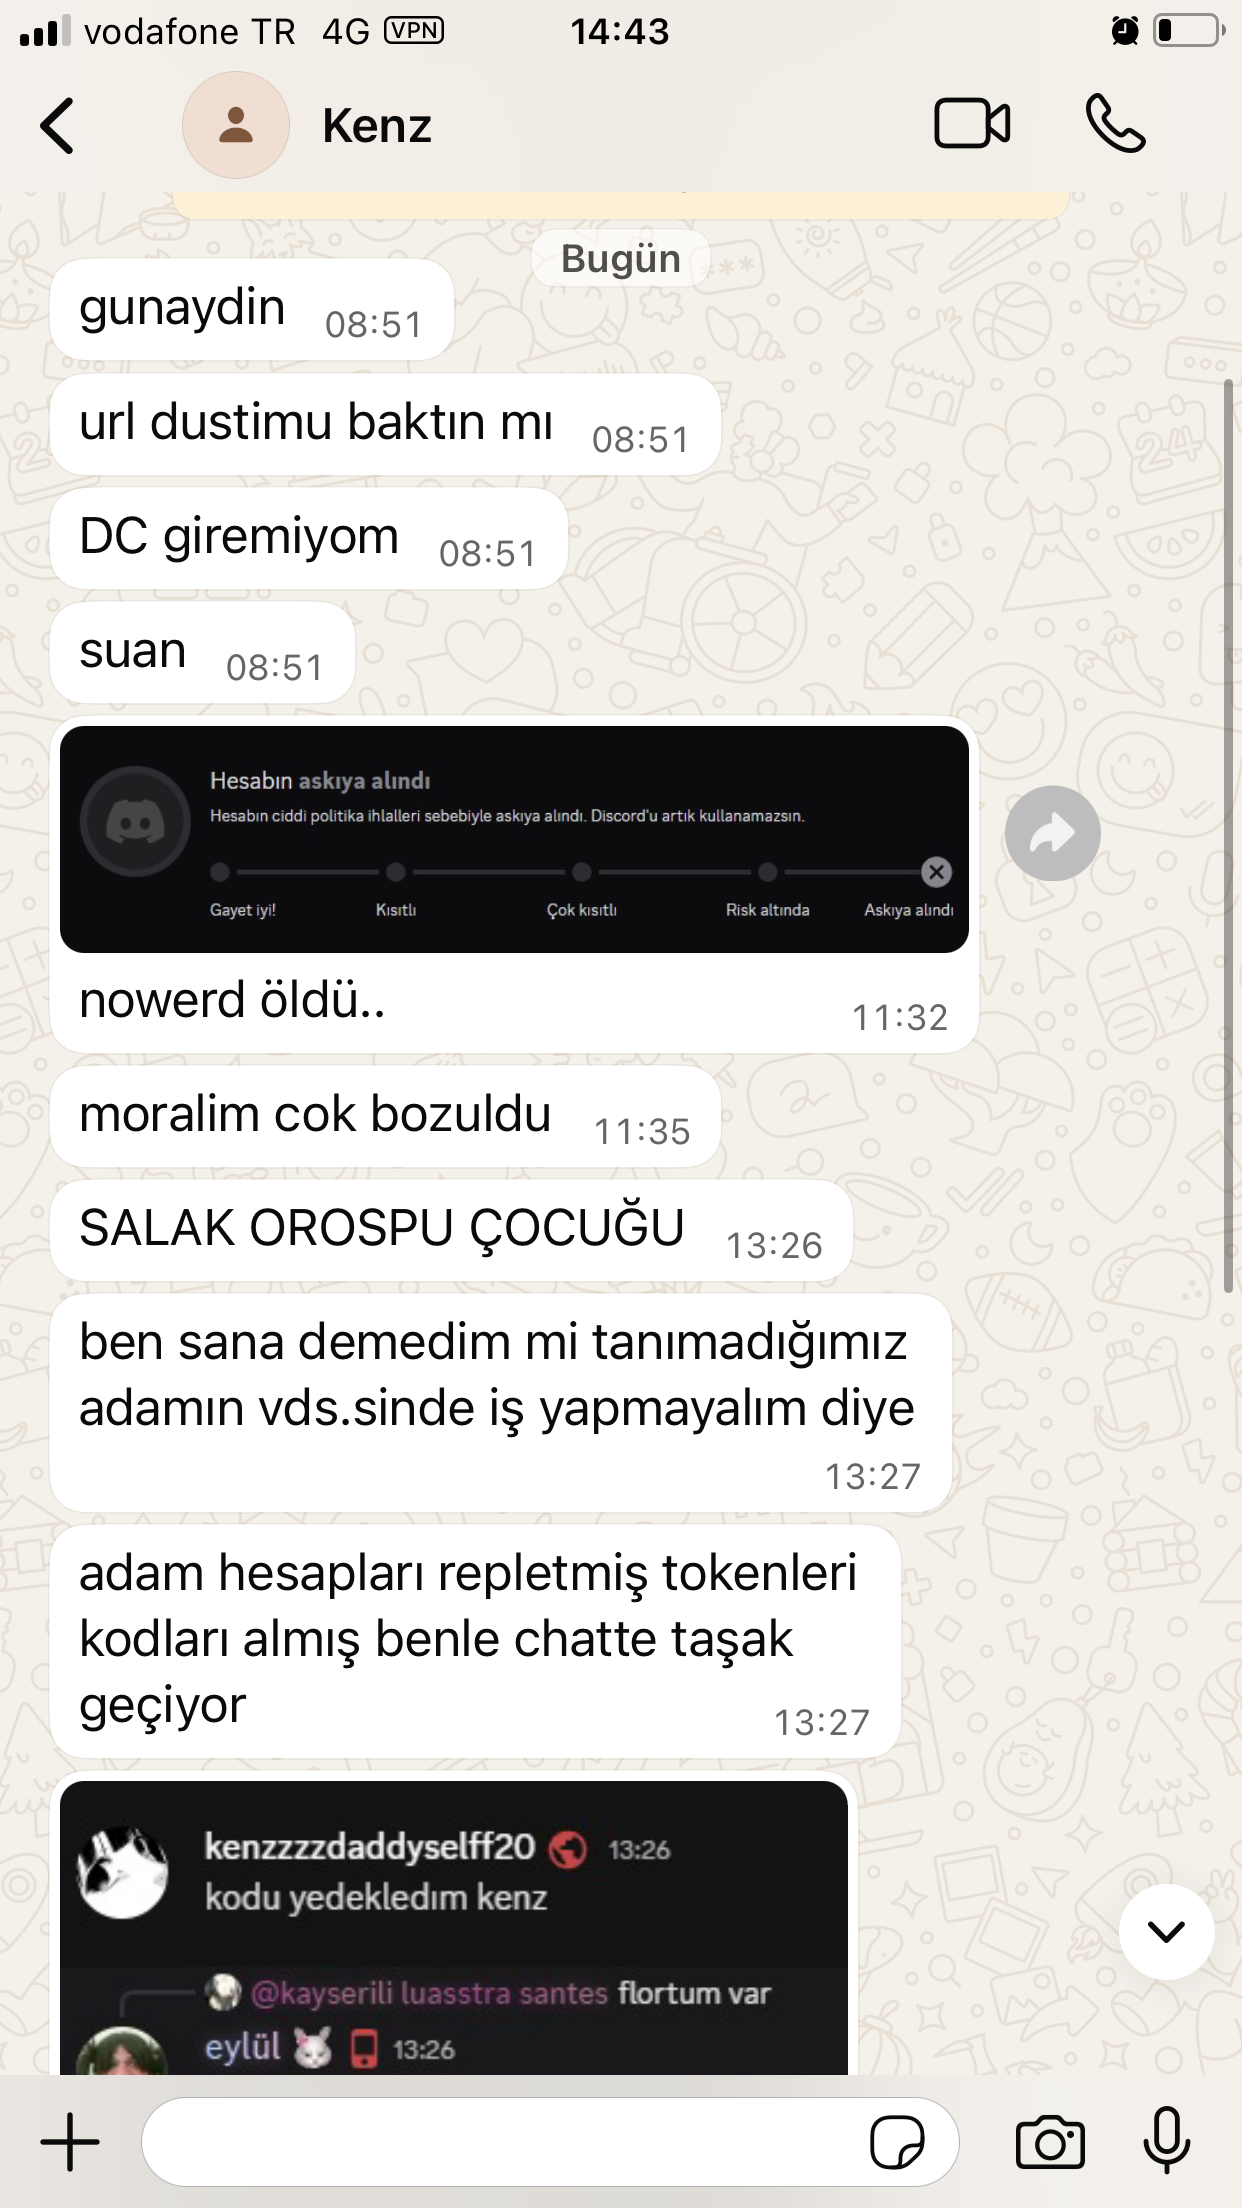 vodafone TR 4G VPN 14:43
Kenz
Bugün
gunaydin 08:51
url dustimu baktın mı 08:51
DC giremiyom 08:51
suan 08:51
Hesabın askıya alındı
Hesabın ciddi politika ihlalleri sebebiyle askıya alındı. Discord'u artık kullanamazsın.
Gayet iyi! Kısıtlı Çok kısıtlı Risk altında Askıya alındı
nowerd öldü.. 11:32
moralim cok bozuldu 11:35
SALAK OROSPU ÇOCUĞU 13:26
ben sana demedim mi tanımadığımız
adamın vds.sinde iş yapmayalım diye
13:27
adam hesapları repletmiş tokenleri
kodları almış benle chatte taşak
geçiyor 13:27
kenzzzzdaddyselff20 13:26
kodu yedekledım kenz
@kayserili luasstra santes flortum var
eylül 13:26